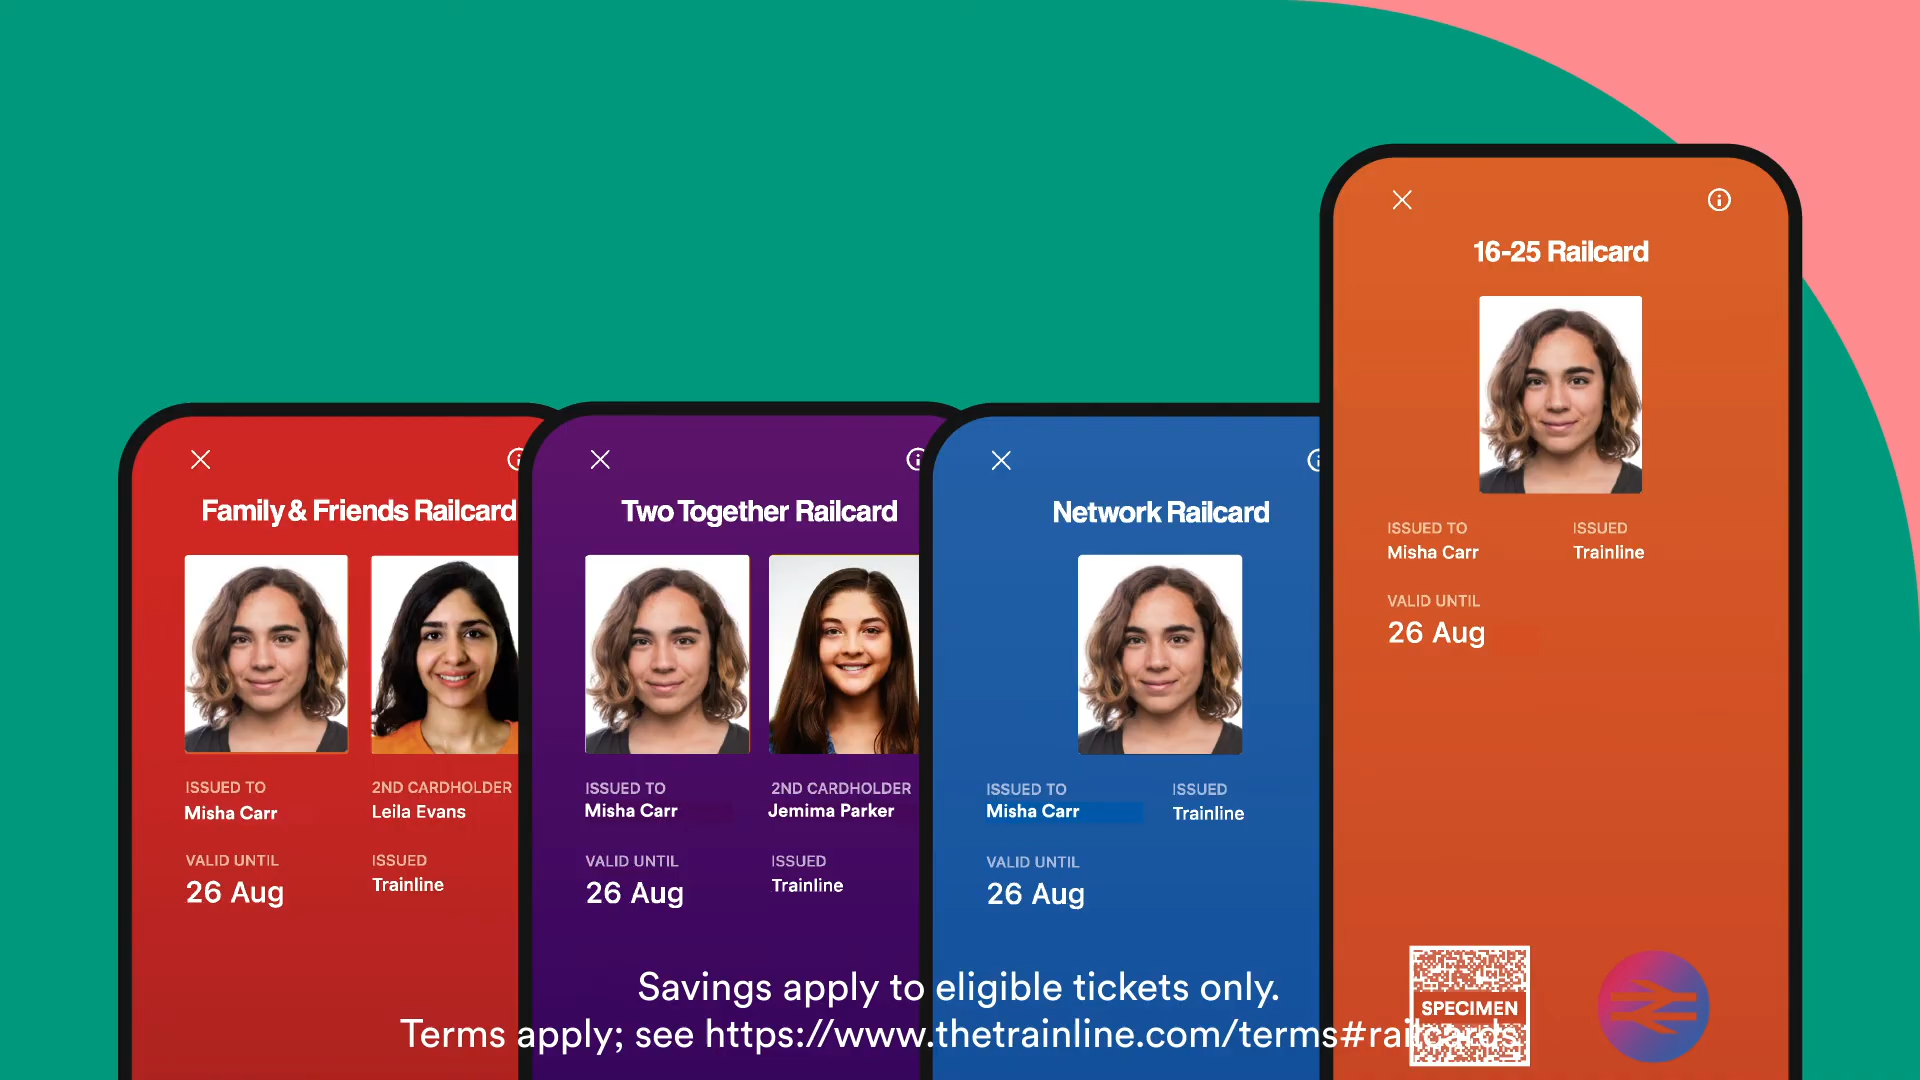 16-25 Railcard
ISSUED TO
Misha Carr
ISSUED
Trainline
VALID UNTIL
26 Aug
SPECIMEN
Family & Friends Railcard
ISSUED TO
Misha Carr
2ND CARDHOLDER
Leila Evans
VALID UNTIL
26 Aug
ISSUED
Trainline
Two Together Railcard
ISSUED TO
Misha Carr
2ND CARDHOLDER
Jemima Parker
VALID UNTIL
26 Aug
ISSUED
Trainline
Network Railcard
ISSUED TO
Misha Carr
ISSUED
Trainline
VALID UNTIL
26 Aug
Savings apply to eligible tickets only.
Terms apply; see https://www.thetrainline.com/terms#railcards